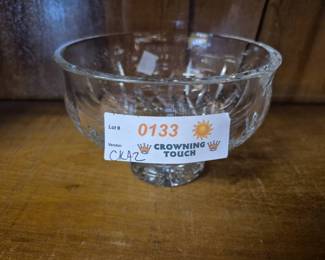 Lot #
0133
Vendor
CKAZ
CROWNING
TOUCH